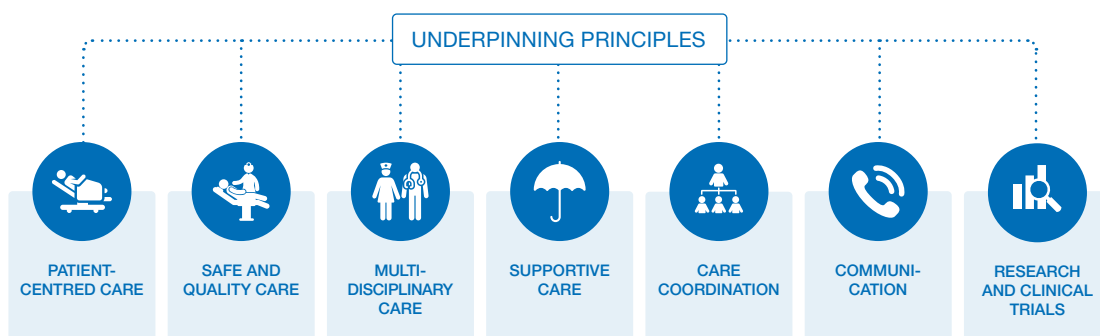 UNDERPINNING PRINCIPLES
PATIENT-
CENTRED CARE
SAFE AND
QUALITY CARE
MULTI-
DISCIPLINARY
CARE
SUPPORTIVE
CARE
CARE
COORDINATION
COMMUNI-
CATION
RESEARCH
AND CLINICAL
TRIALS